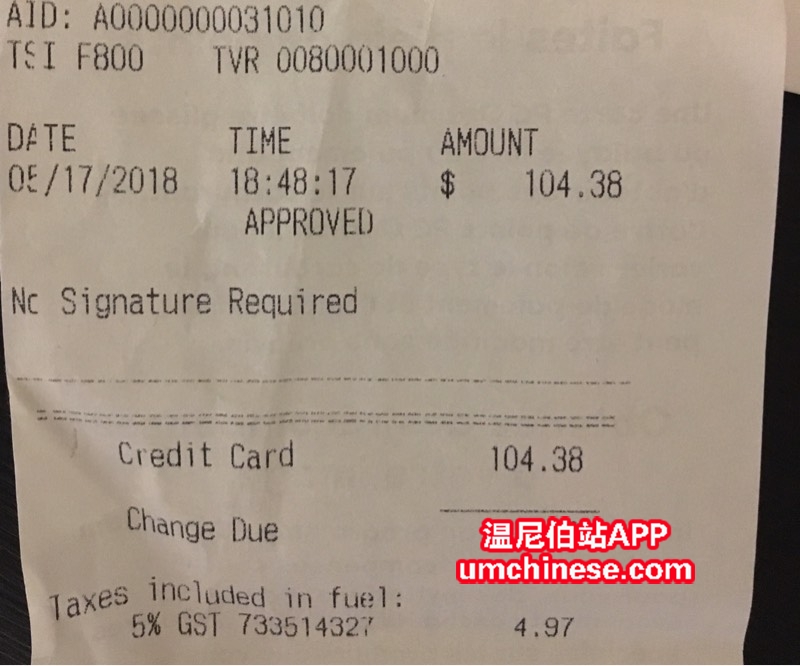 AID: A0000000031010
TSI F800 TVR 0080001000
DATE TIME AMOUNT
05/17/2018 18:48:17 $ 104.38
APPROVED
No Signature Required
Credit Card 104.38
Change Due
温尼伯站APP
umchinese.com
Taxes included in fuel:
5% GST 733514327 4.97